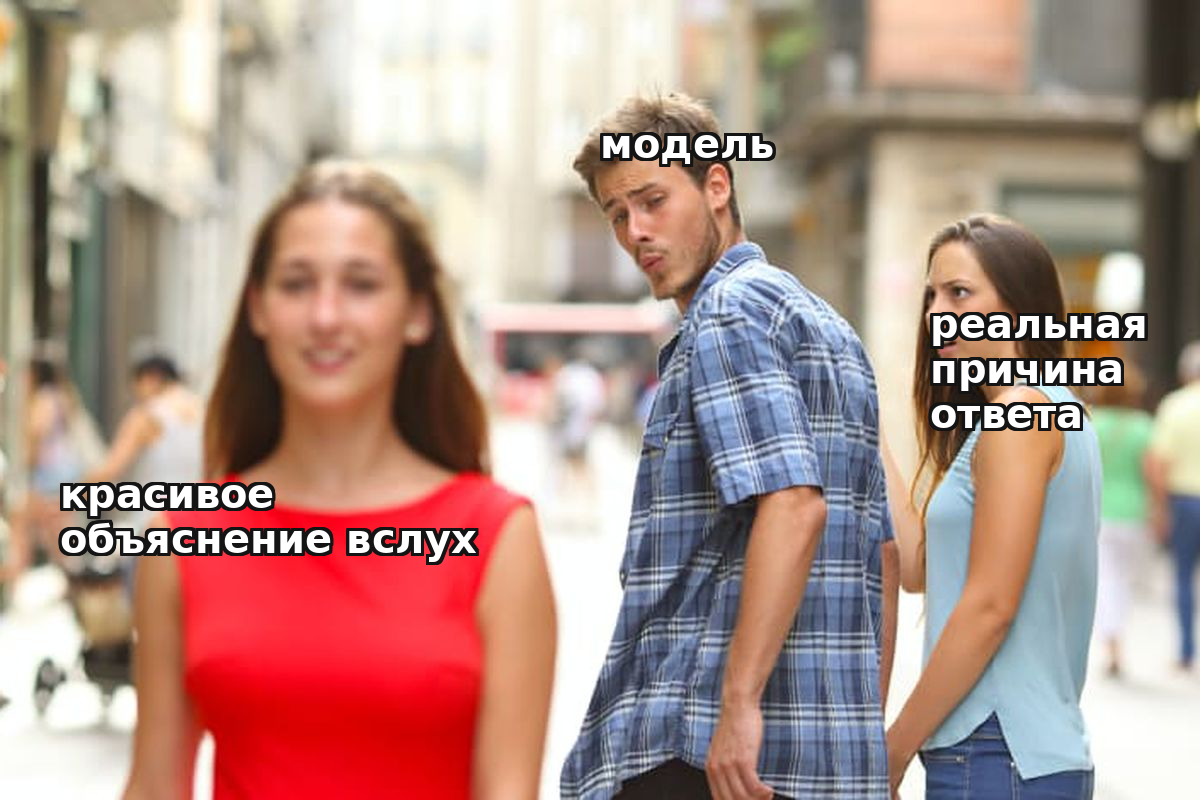 модель
реальная
причина
ответа
красивое
объяснение вслух